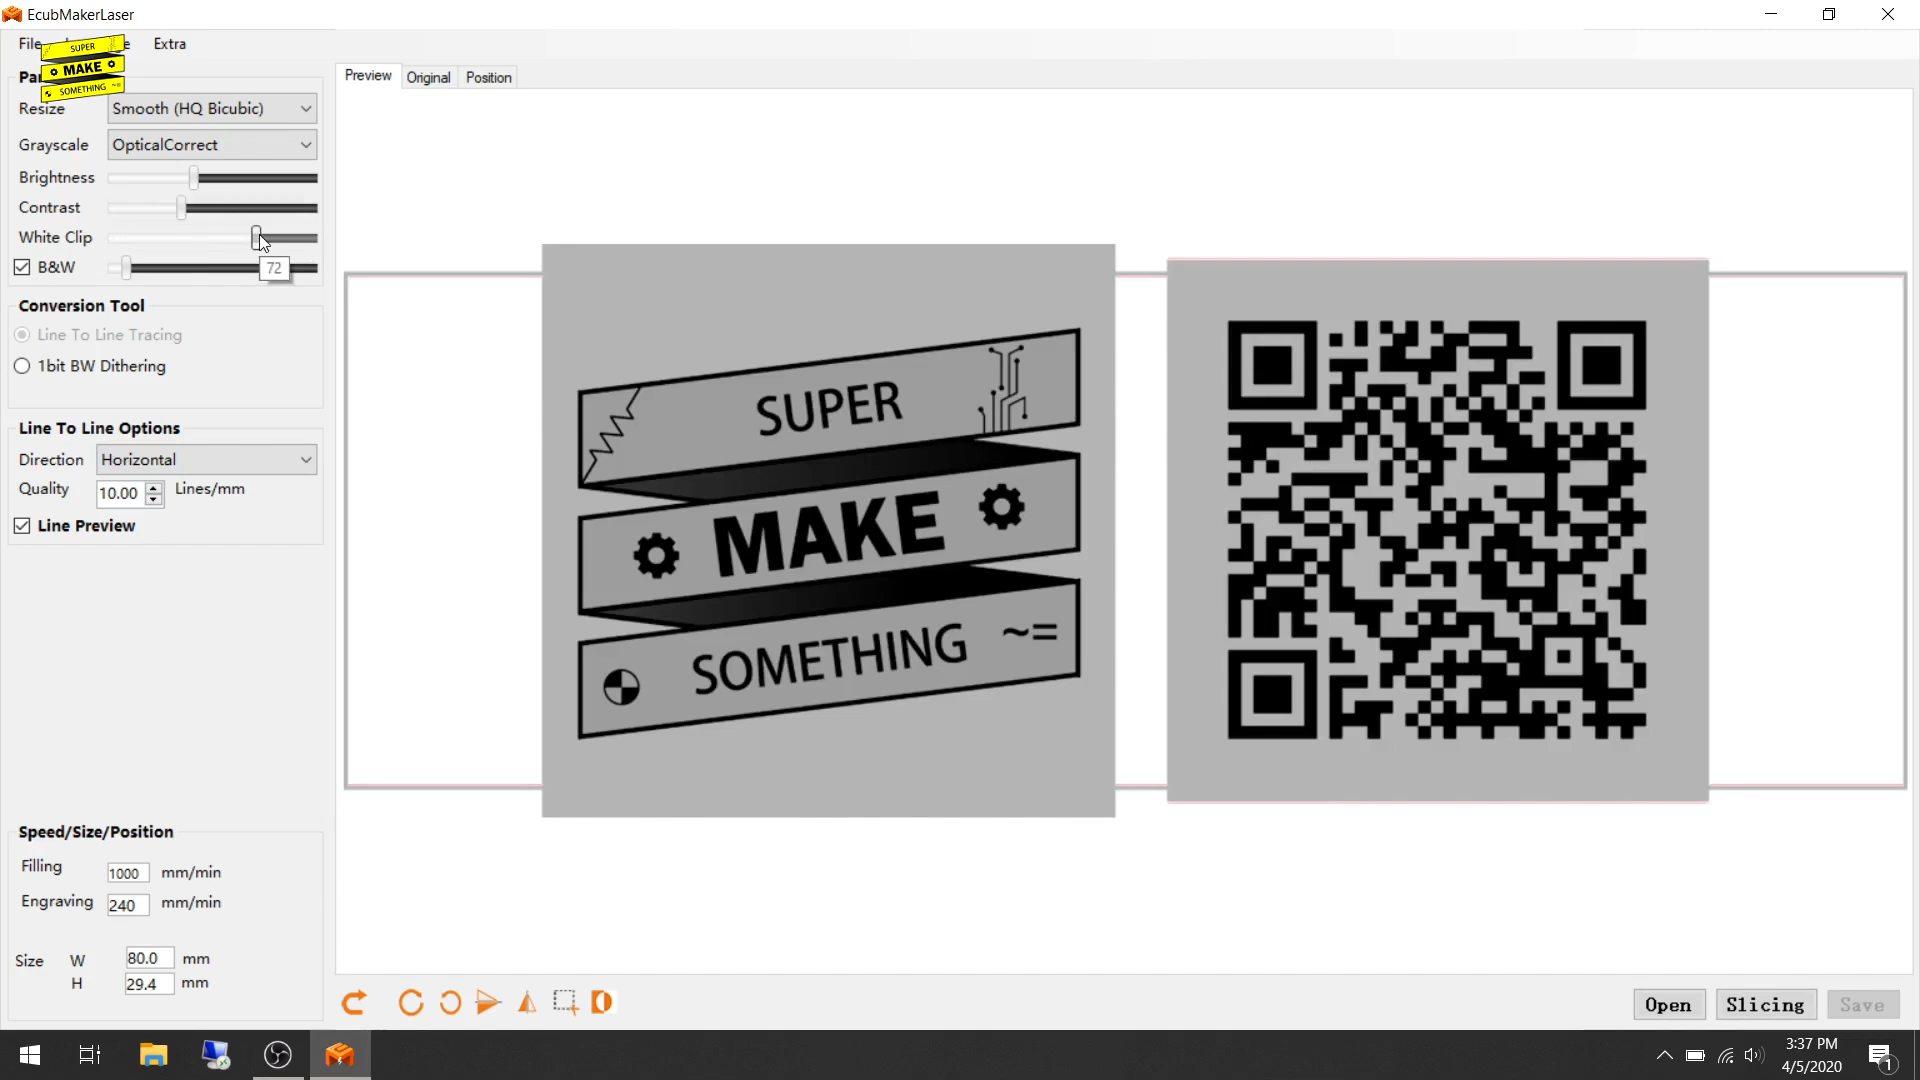 EcubMakerLaser
File
Extra
SUPER
MAKE
SOMETHING ~=
Resize
Smooth (HQ Bicubic)
Grayscale
OpticalCorrect
Brightness
Contrast
White Clip
72
B&W
Conversion Tool
Line To Line Tracing
1bit BW Dithering
Line To Line Options
Direction
Horizontal
Quality
10.00
Lines/mm
Line Preview
Speed/Size/Position
Filling
1000
mm/min
Engraving
240
mm/min
Size
W
80.0
mm
H
29.4
mm
Preview
Original
Position
SUPER
MAKE
SOMETHING ~=
Open
Slicing
Save
3:37 PM
4/5/2020
1